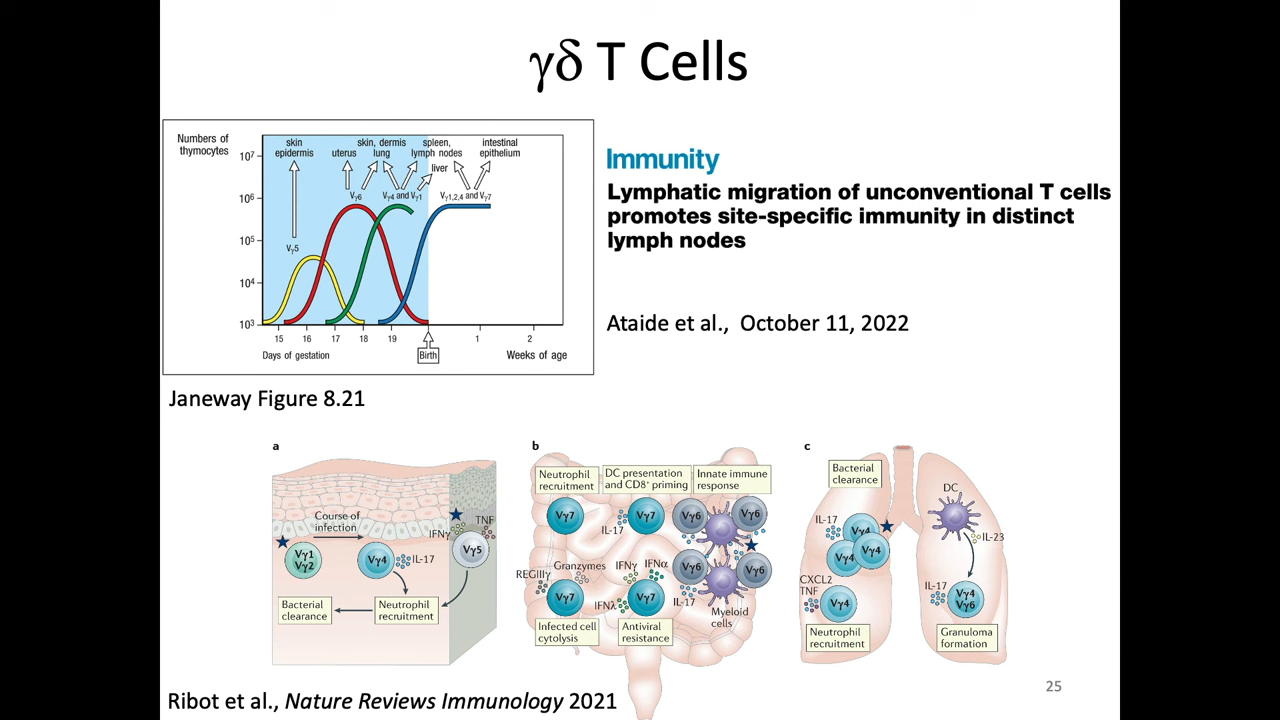 γδ T Cells
Numbers of
thymocytes
10⁷
10⁶
10⁵
10⁴
10³
skin
epidermis
uterus
skin, dermis
lung
spleen,
lymph nodes
liver
intestinal
epithelium
Vγ5
Vγ6
Vγ4 and Vγ1
Vγ1,2,4 and Vγ7
15 16 17 18 19 1 2
Days of gestation
Birth
Weeks of age
Janeway Figure 8.21
Immunity
Lymphatic migration of unconventional T cells
promotes site-specific immunity in distinct
lymph nodes
Ataide et al., October 11, 2022
a
Course of
infection
IFNγ
TNF
Vγ1
Vγ2
Vγ4
IL-17
Vγ5
Bacterial
clearance
Neutrophil
recruitment
b
Neutrophil
recruitment
DC presentation
and CD8⁺ priming
Innate immune
response
Vγ7
IL-17
Vγ7
Vγ6
Vγ6
REGIIIγ
Granzymes
IFNγ
IFNα
Vγ7
IFNλ
Vγ7
Vγ6
Vγ6
IL-17
Myeloid
cells
Infected cell
cytolysis
Antiviral
resistance
c
Bacterial
clearance
IL-17
Vγ4
Vγ4
Vγ4
CXCL2
TNF
Vγ4
Neutrophil
recruitment
DC
IL-23
IL-17
Vγ4
Vγ6
Granuloma
formation
Ribot et al., Nature Reviews Immunology 2021
25